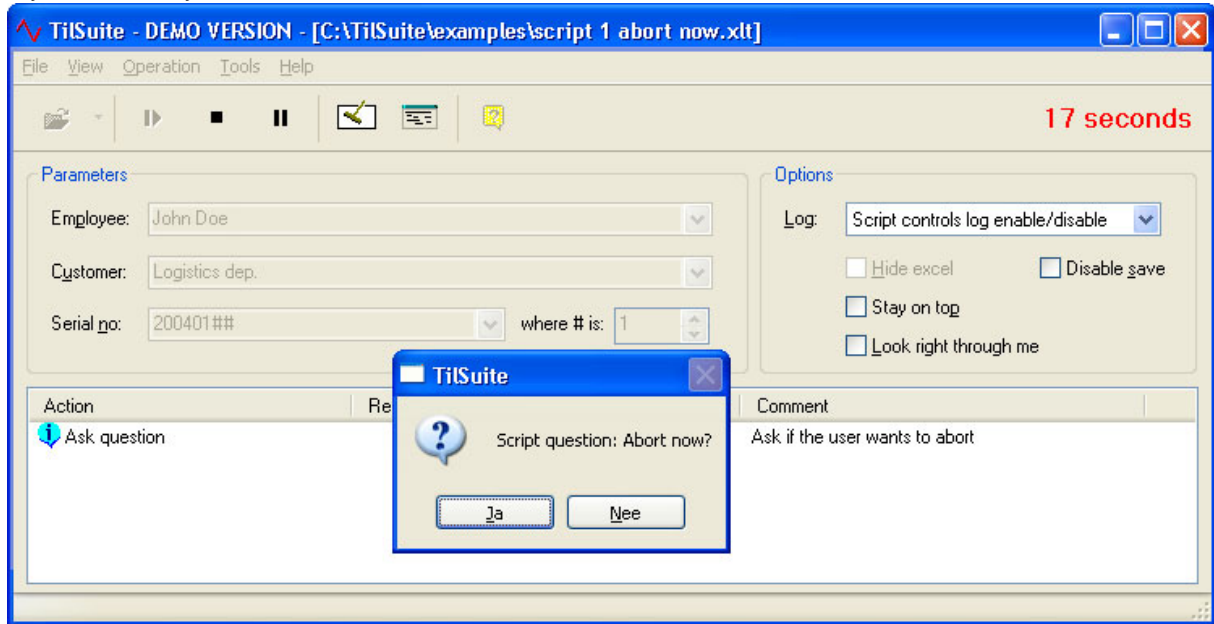 TilSuite - DEMO VERSION - [C:\TilSuite\examples\script 1 abort now.xlt]
File View Operation Tools Help
17 seconds
Parameters
Options
Employee: John Doe
Log: Script controls log enable/disable
Customer: Logistics dep.
Hide excel Disable save
Serial no: 200401## where # is: 1
Stay on top
Look right through me
TilSuite
Action Re Comment
Ask question
Script question: Abort now?
Ask if the user wants to abort
Ja Nee